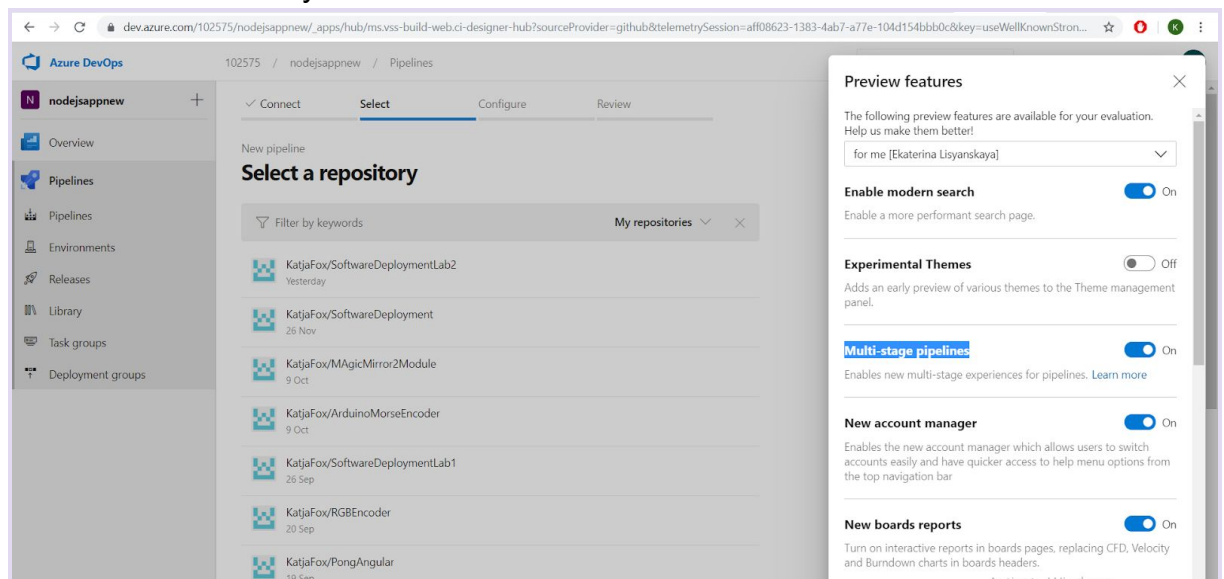 dev.azure.com/102575/nodejsappnew/_apps/hub/ms.vss-build-web.ci-designer-hub?sourceProvider=github&telemetrySession=aff08623-1383-4ab7-a77e-104d154bbb0c&key=useWellKnownStron...
K
Azure DevOps
102575 / nodejsappnew / Pipelines
N nodejsappnew
Overview
Pipelines
Pipelines
Environments
Releases
Library
Task groups
Deployment groups
Connect Select Configure Review
New pipeline
Select a repository
Filter by keywords My repositories
KatjaFox/SoftwareDeploymentLab2
Yesterday
KatjaFox/SoftwareDeployment
26 Nov
KatjaFox/MAgicMirror2Module
9 Oct
KatjaFox/ArduinoMorseEncoder
9 Oct
KatjaFox/SoftwareDeploymentLab1
26 Sep
KatjaFox/RGBEncoder
20 Sep
KatjaFox/PongAngular
19 Sep
Preview features
The following preview features are available for your evaluation.
Help us make them better!
for me [Ekaterina Lisyanskaya]
Enable modern search On
Enable a more performant search page.
Experimental Themes Off
Adds an early preview of various themes to the Theme management
panel.
Multi-stage pipelines On
Enables new multi-stage experiences for pipelines. Learn more
New account manager On
Enables the new account manager which allows users to switch
accounts easily and have quicker access to help menu options from
the top navigation bar
New boards reports On
Turn on interactive reports in boards pages, replacing CFD, Velocity
and Burndown charts in boards headers.